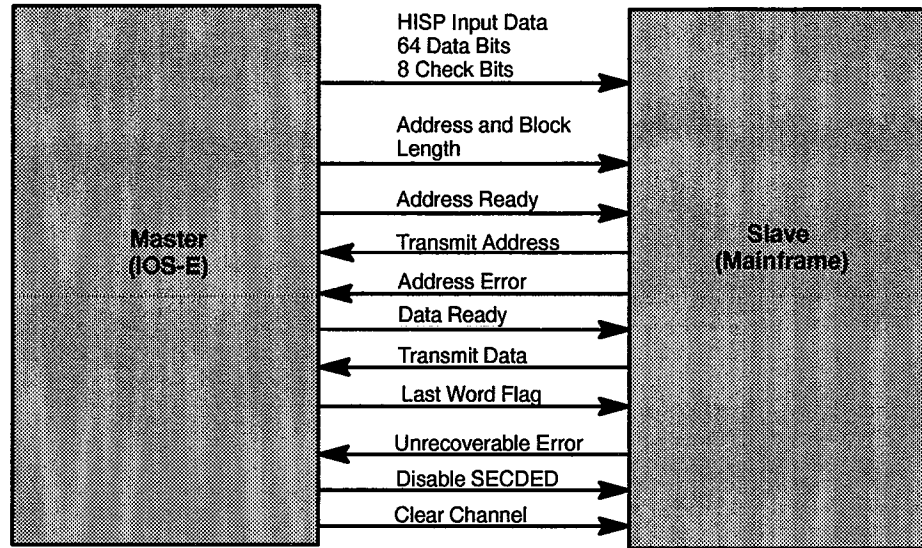 HISP Input Data
64 Data Bits
8 Check Bits
Address and Block
Length
Address Ready
Master
(IOS-E)
Transmit Address
Slave
(Mainframe)
Address Error
Data Ready
Transmit Data
Last Word Flag
Unrecoverable Error
Disable SECDED
Clear Channel